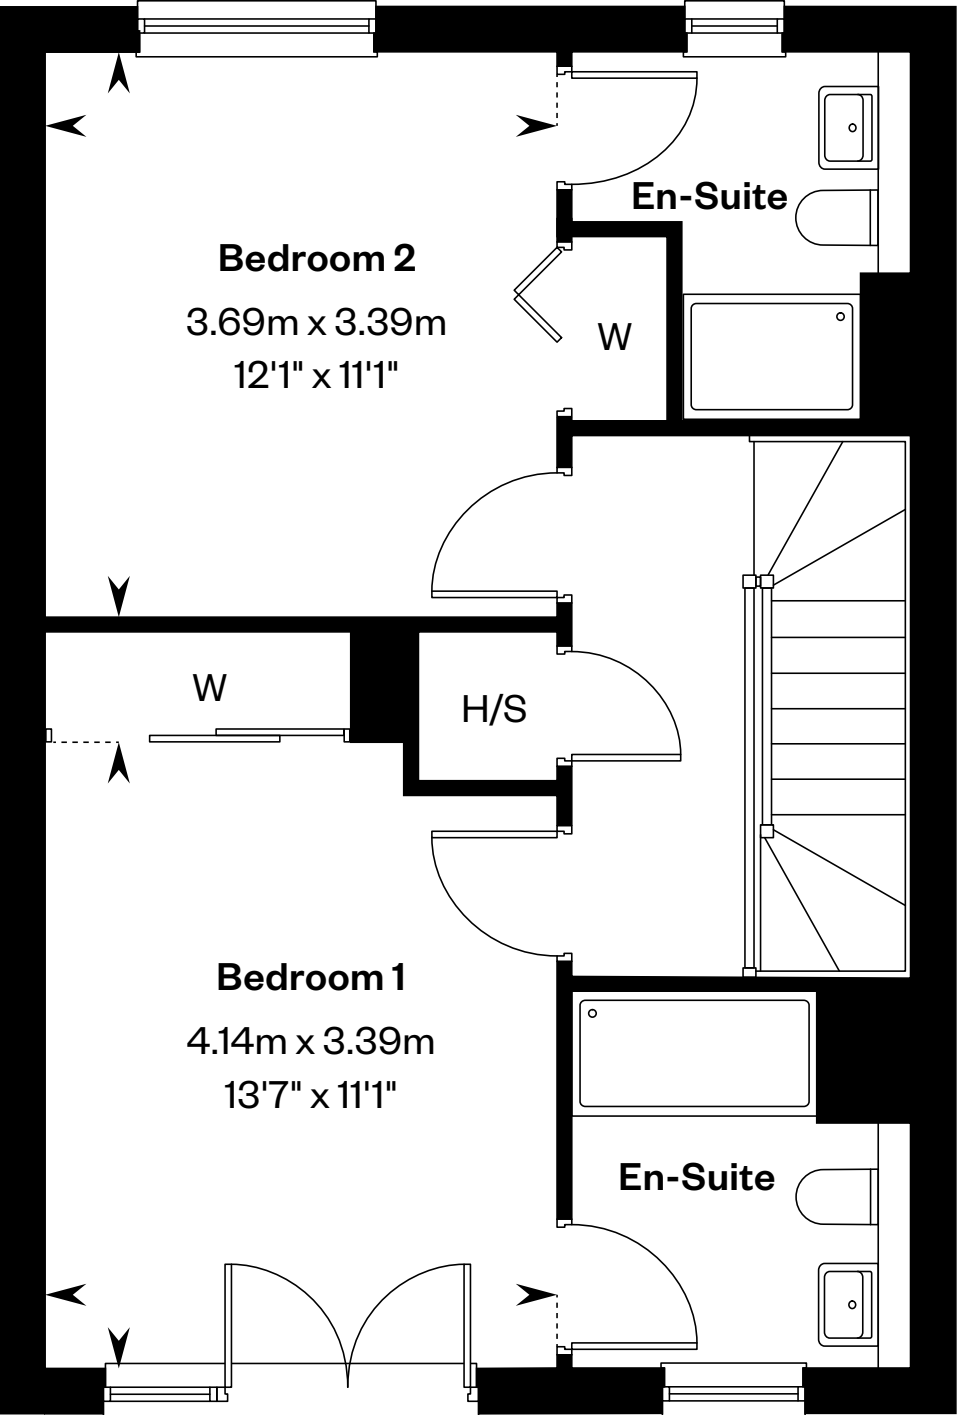 En-Suite
Bedroom 2
3.69m x 3.39m
12'1" x 11'1"
W
W
H/S
Bedroom 1
4.14m x 3.39m
13'7" x 11'1"
En-Suite